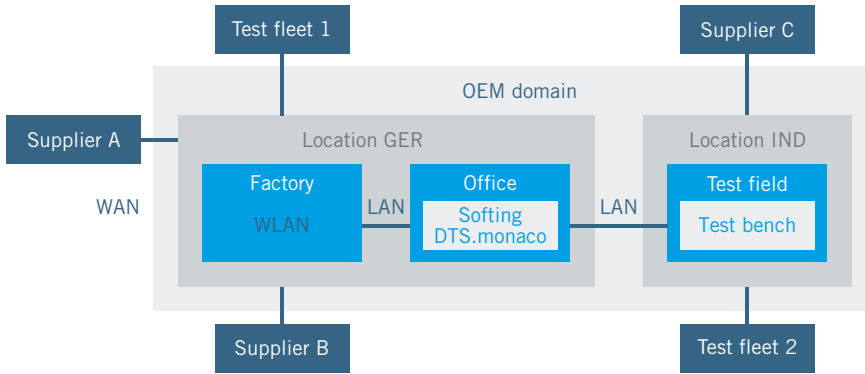 Test fleet 1
Supplier C
OEM domain
Supplier A
Location GER
Location IND
Factory
Office
Test field
WAN
WLAN
LAN
Softing
DTS.monaco
LAN
Test bench
Supplier B
Test fleet 2